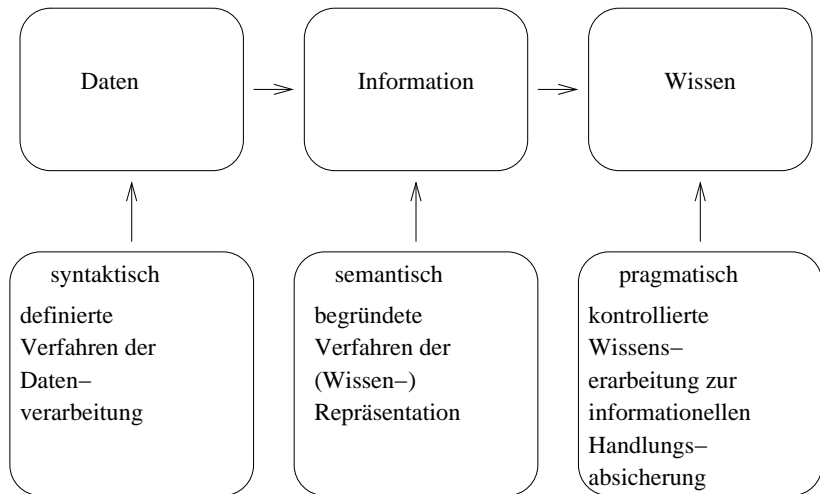 Daten
Information
Wissen
syntaktisch
definierte
Verfahren der
Daten–
verarbeitung
semantisch
begründete
Verfahren der
(Wissen–)
Repräsentation
pragmatisch
kontrollierte
Wissens–
erarbeitung zur
informationellen
Handlungs–
absicherung